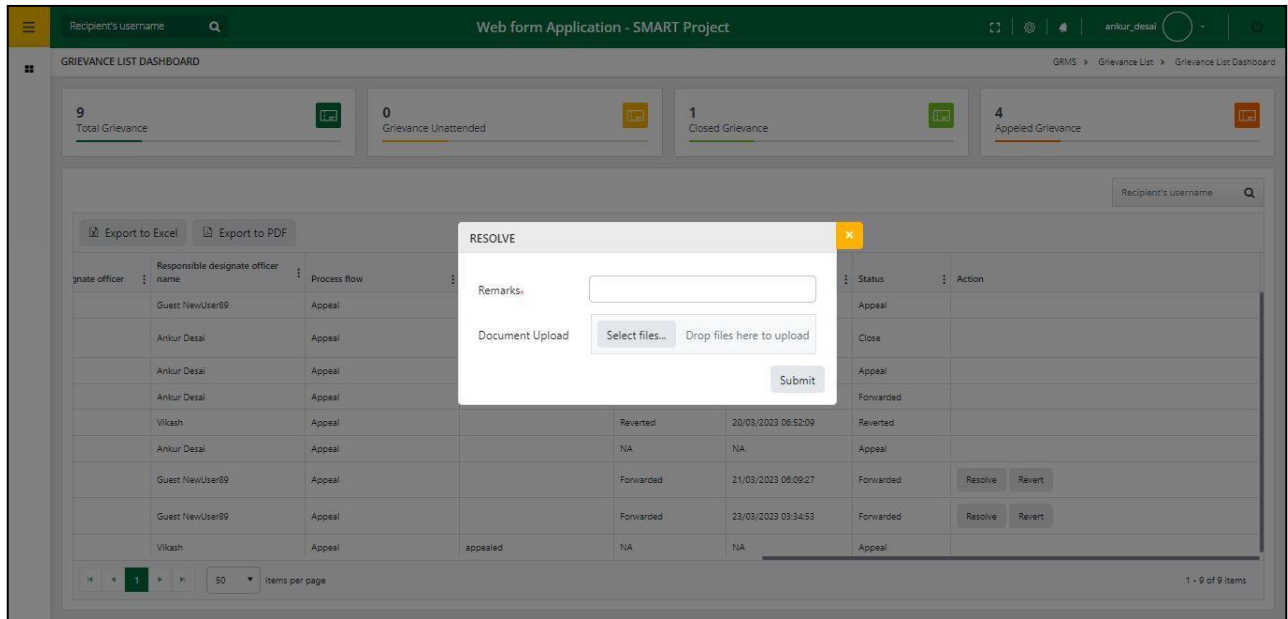 Recipient's username
Web form Application - SMART Project
ankur_desai
GRIEVANCE LIST DASHBOARD
GRMS > Grievance List > Grievance List Dashboard
9
Total Grievance
0
Grievance Unattended
1
Closed Grievance
4
Appeled Grievance
Recipient's username
Export to Excel
Export to PDF
RESOLVE
×
Remarks*
Document Upload
Select files...
Drop files here to upload
Submit
gnate officer
Responsible designate officer
name
Process flow
Status
Action
Guest NewUser89 Appeal Appeal
Ankur Desai Appeal Close
Ankur Desai Appeal Appeal
Ankur Desai Appeal Forwarded
Vikash Appeal Reverted 20/03/2023 06:52:09 Reverted
Ankur Desai Appeal NA NA Appeal
Guest NewUser89 Appeal Forwarded 21/03/2023 06:09:27 Forwarded Resolve Revert
Guest NewUser89 Appeal Forwarded 23/03/2023 03:34:53 Forwarded Resolve Revert
Vikash Appeal appealed NA NA Appeal
1
50 items per page
1 - 9 of 9 items